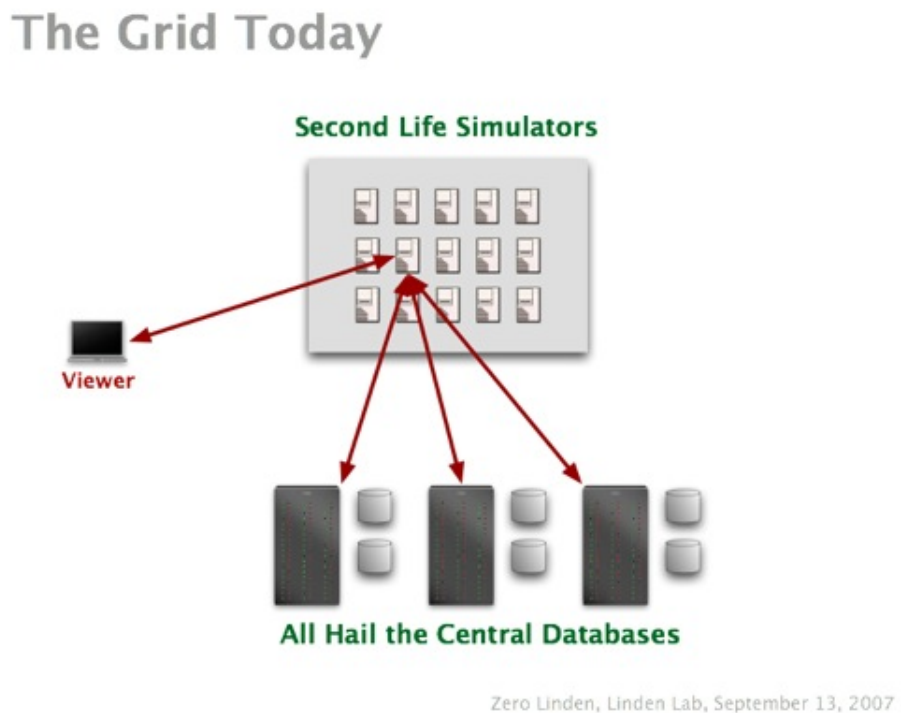 The Grid Today
Second Life Simulators
Viewer
All Hail the Central Databases
Zero Linden, Linden Lab, September 13, 2007